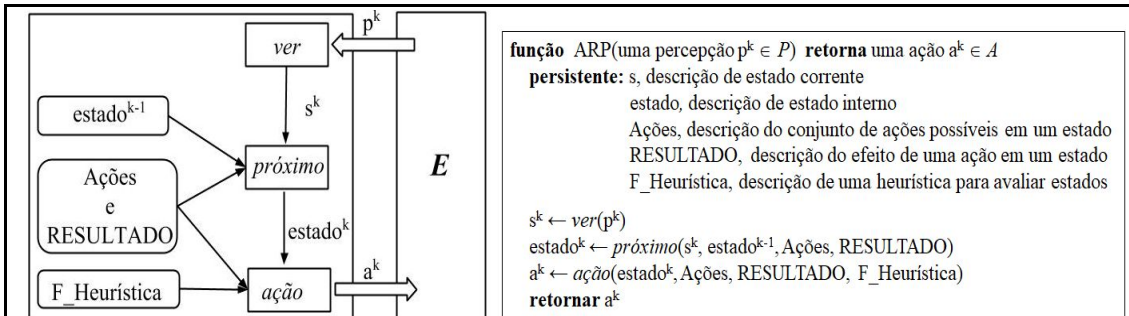 p^k
ver
s^k
estado^k-1
próximo
Ações
e
RESULTADO
estado^k
F_Heurística
ação
a^k
E
função ARP(uma percepção p^k ∈ P) retorna uma ação a^k ∈ A
persistente: s, descrição de estado corrente
estado, descrição de estado interno
Ações, descrição do conjunto de ações possíveis em um estado
RESULTADO, descrição do efeito de uma ação em um estado
F_Heurística, descrição de uma heurística para avaliar estados
s^k ← ver(p^k)
estado^k ← próximo(s^k, estado^k-1, Ações, RESULTADO)
a^k ← ação(estado^k, Ações, RESULTADO, F_Heurística)
retornar a^k